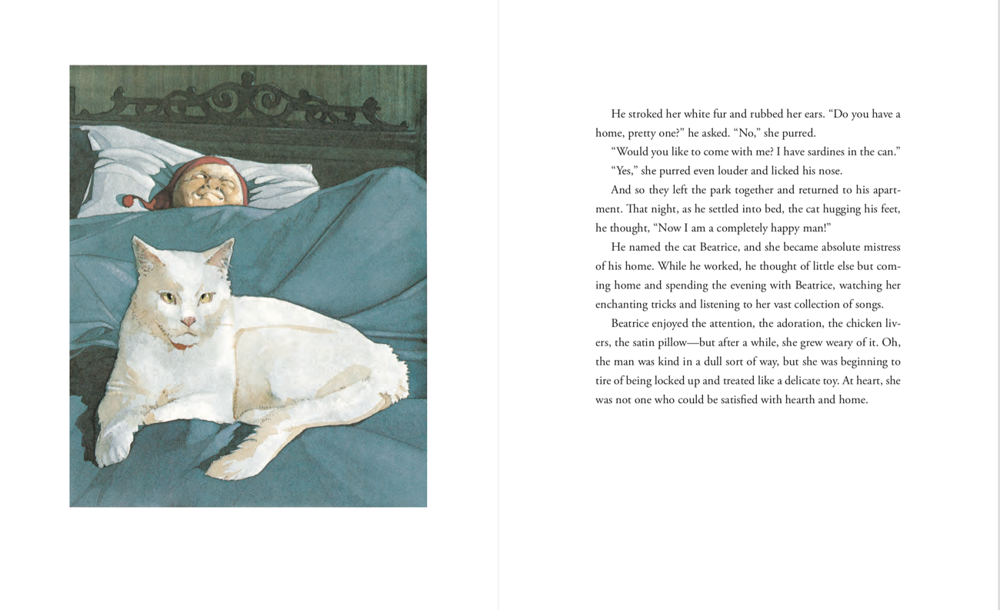 He stroked her white fur and rubbed her ears. “Do you have a
home, pretty one?” he asked. “No,” she purred.
“Would you like to come with me? I have sardines in the can.”
“Yes,” she purred even louder and licked his nose.
And so they left the park together and returned to his apart-
ment. That night, as he settled into bed, the cat hugging his feet,
he thought, “Now I am a completely happy man!”
He named the cat Beatrice, and she became absolute mistress
of his home. While he worked, he thought of little else but com-
ing home and spending the evening with Beatrice, watching her
enchanting tricks and listening to her vast collection of songs.
Beatrice enjoyed the attention, the adoration, the chicken liv-
ers, the satin pillow—but after a while, she grew weary of it. Oh,
the man was kind in a dull sort of way, but she was beginning to
tire of being locked up and treated like a delicate toy. At heart, she
was not one who could be satisfied with hearth and home.